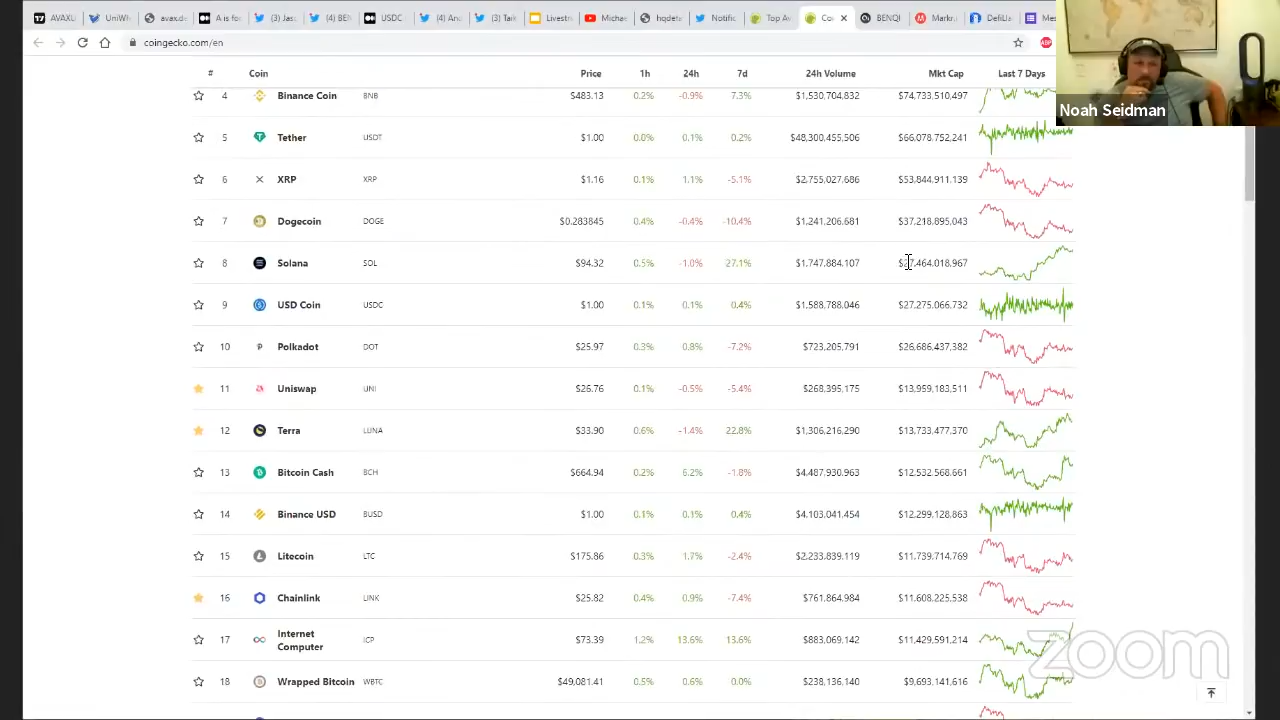 AVAX/ UniWh avax.de A is fo (3) Jas (4) BEN USDC (4) An (3) Talk Livestr Micha hqdete Notific Top Av Co BENQI Marku DefiLla Mes
coingecko.com/en
# Coin Price 1h 24h 7d 24h Volume Mkt Cap Last 7 Days
4 Binance Coin BNB $483.13 0.2% -0.9% 7.3% $1,530,704,832 $74,733,510,497
5 Tether USDT $1.00 0.0% 0.1% 0.2% $48,300,455,506 $66,078,752,241
6 XRP XRP $1.16 0.1% 1.1% -5.1% $2,755,027,686 $53,844,911,139
7 Dogecoin DOGE $0.283845 0.4% -0.4% -10.4% $1,241,206,681 $37,218,895,043
8 Solana SOL $94.32 0.5% -1.0% 27.1% $1,747,884,107
9 USD Coin USDC $1.00 0.1% 0.1% 0.4% $1,588,788,046 $27,275,066,732
10 Polkadot DOT $25.97 0.3% 0.8% -7.2% $723,205,791 $26,686,437,382
11 Uniswap UNI $26.76 0.1% -0.5% -5.4% $268,395,175 $13,959,183,511
12 Terra LUNA $33.90 0.6% -1.4% 22.8% $1,306,216,290 $13,733,477,370
13 Bitcoin Cash BCH $664.94 0.2% 6.2% -1.8% $4,487,930,963 $12,532,568,661
14 Binance USD BUSD $1.00 0.1% 0.1% 0.4% $4,103,041,454 $12,299,128,863
15 Litecoin LTC $175.86 0.3% 1.7% -2.4% $2,233,839,119 $11,739,714,769
16 Chainlink LINK $25.82 0.4% 0.9% -7.4% $761,864,984 $11,608,225,538
17 Internet Computer ICP $73.39 1.2% 13.6% 13.6% $883,069,142 $11,429,591,214
18 Wrapped Bitcoin WBTC $49,081.41 0.5% 0.6% 0.0% $238,136,140 $9,693,141,616
ABP
Noah Seidman
zoom